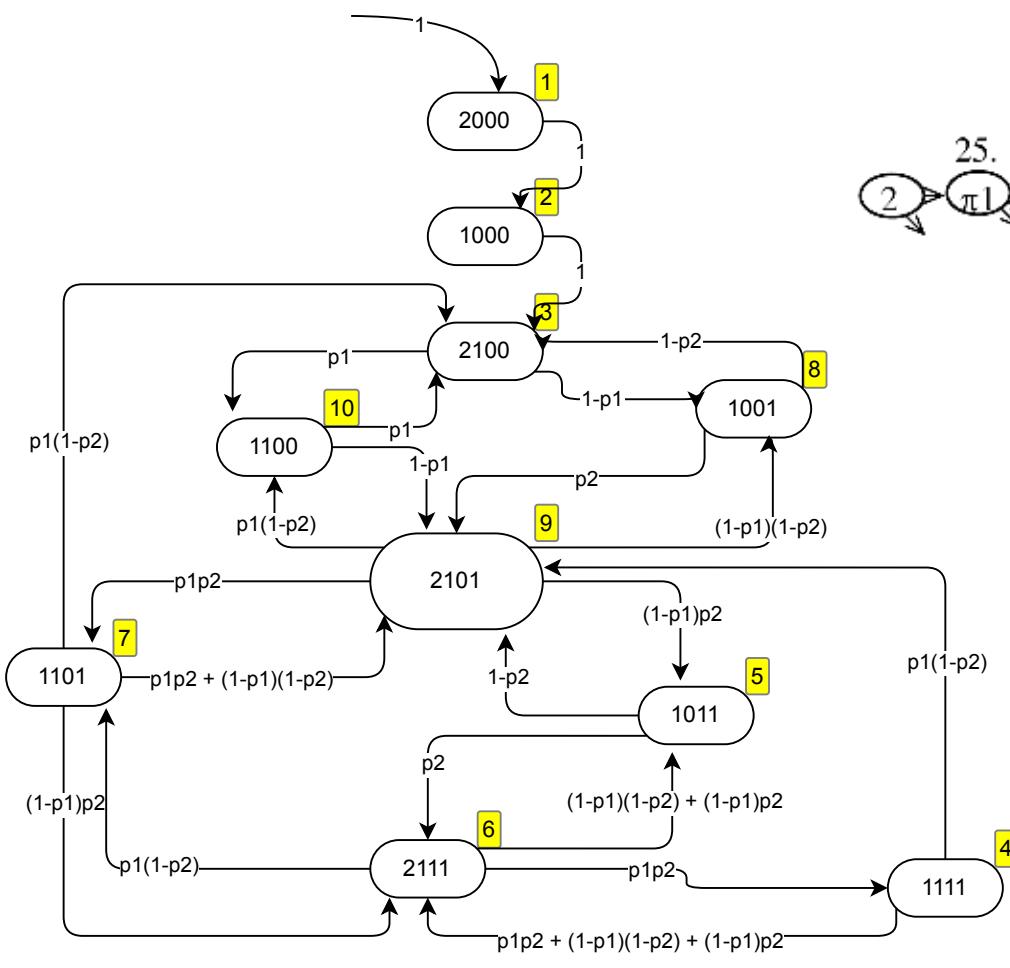 1
1
2000
1
25.
2
π1
2
1000
1
3
2100
1-p2
p1
8
1-p1
1001
10
p1
1100
p1(1-p2)
1-p1
p2
9
p1(1-p2)
(1-p1)(1-p2)
2101
p1p2
(1-p1)p2
7
1101
p1p2 + (1-p1)(1-p2)
1-p2
p1(1-p2)
5
1011
p2
(1-p1)p2
(1-p1)(1-p2) + (1-p1)p2
6
4
p1(1-p2)
2111
p1p2
1111
p1p2 + (1-p1)(1-p2) + (1-p1)p2